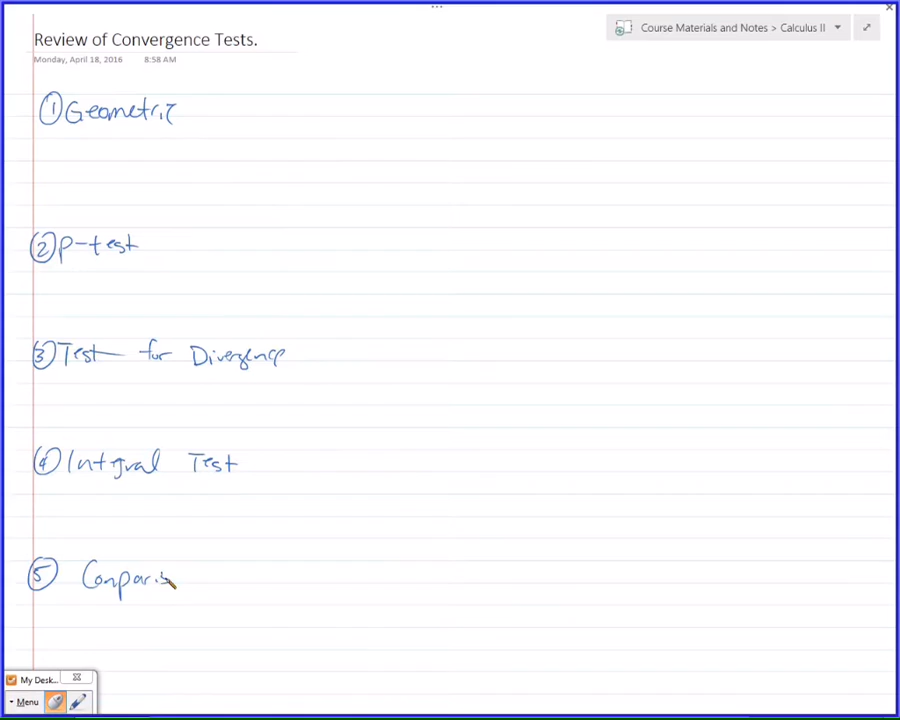 Review of Convergence Tests.
Course Materials and Notes > Calculus II
Monday, April 18, 2016 8:58 AM
① Geometric
② P-test
③ Test for Divergence
④ Integral Test
⑤ Comparis
My Desk...
Menu